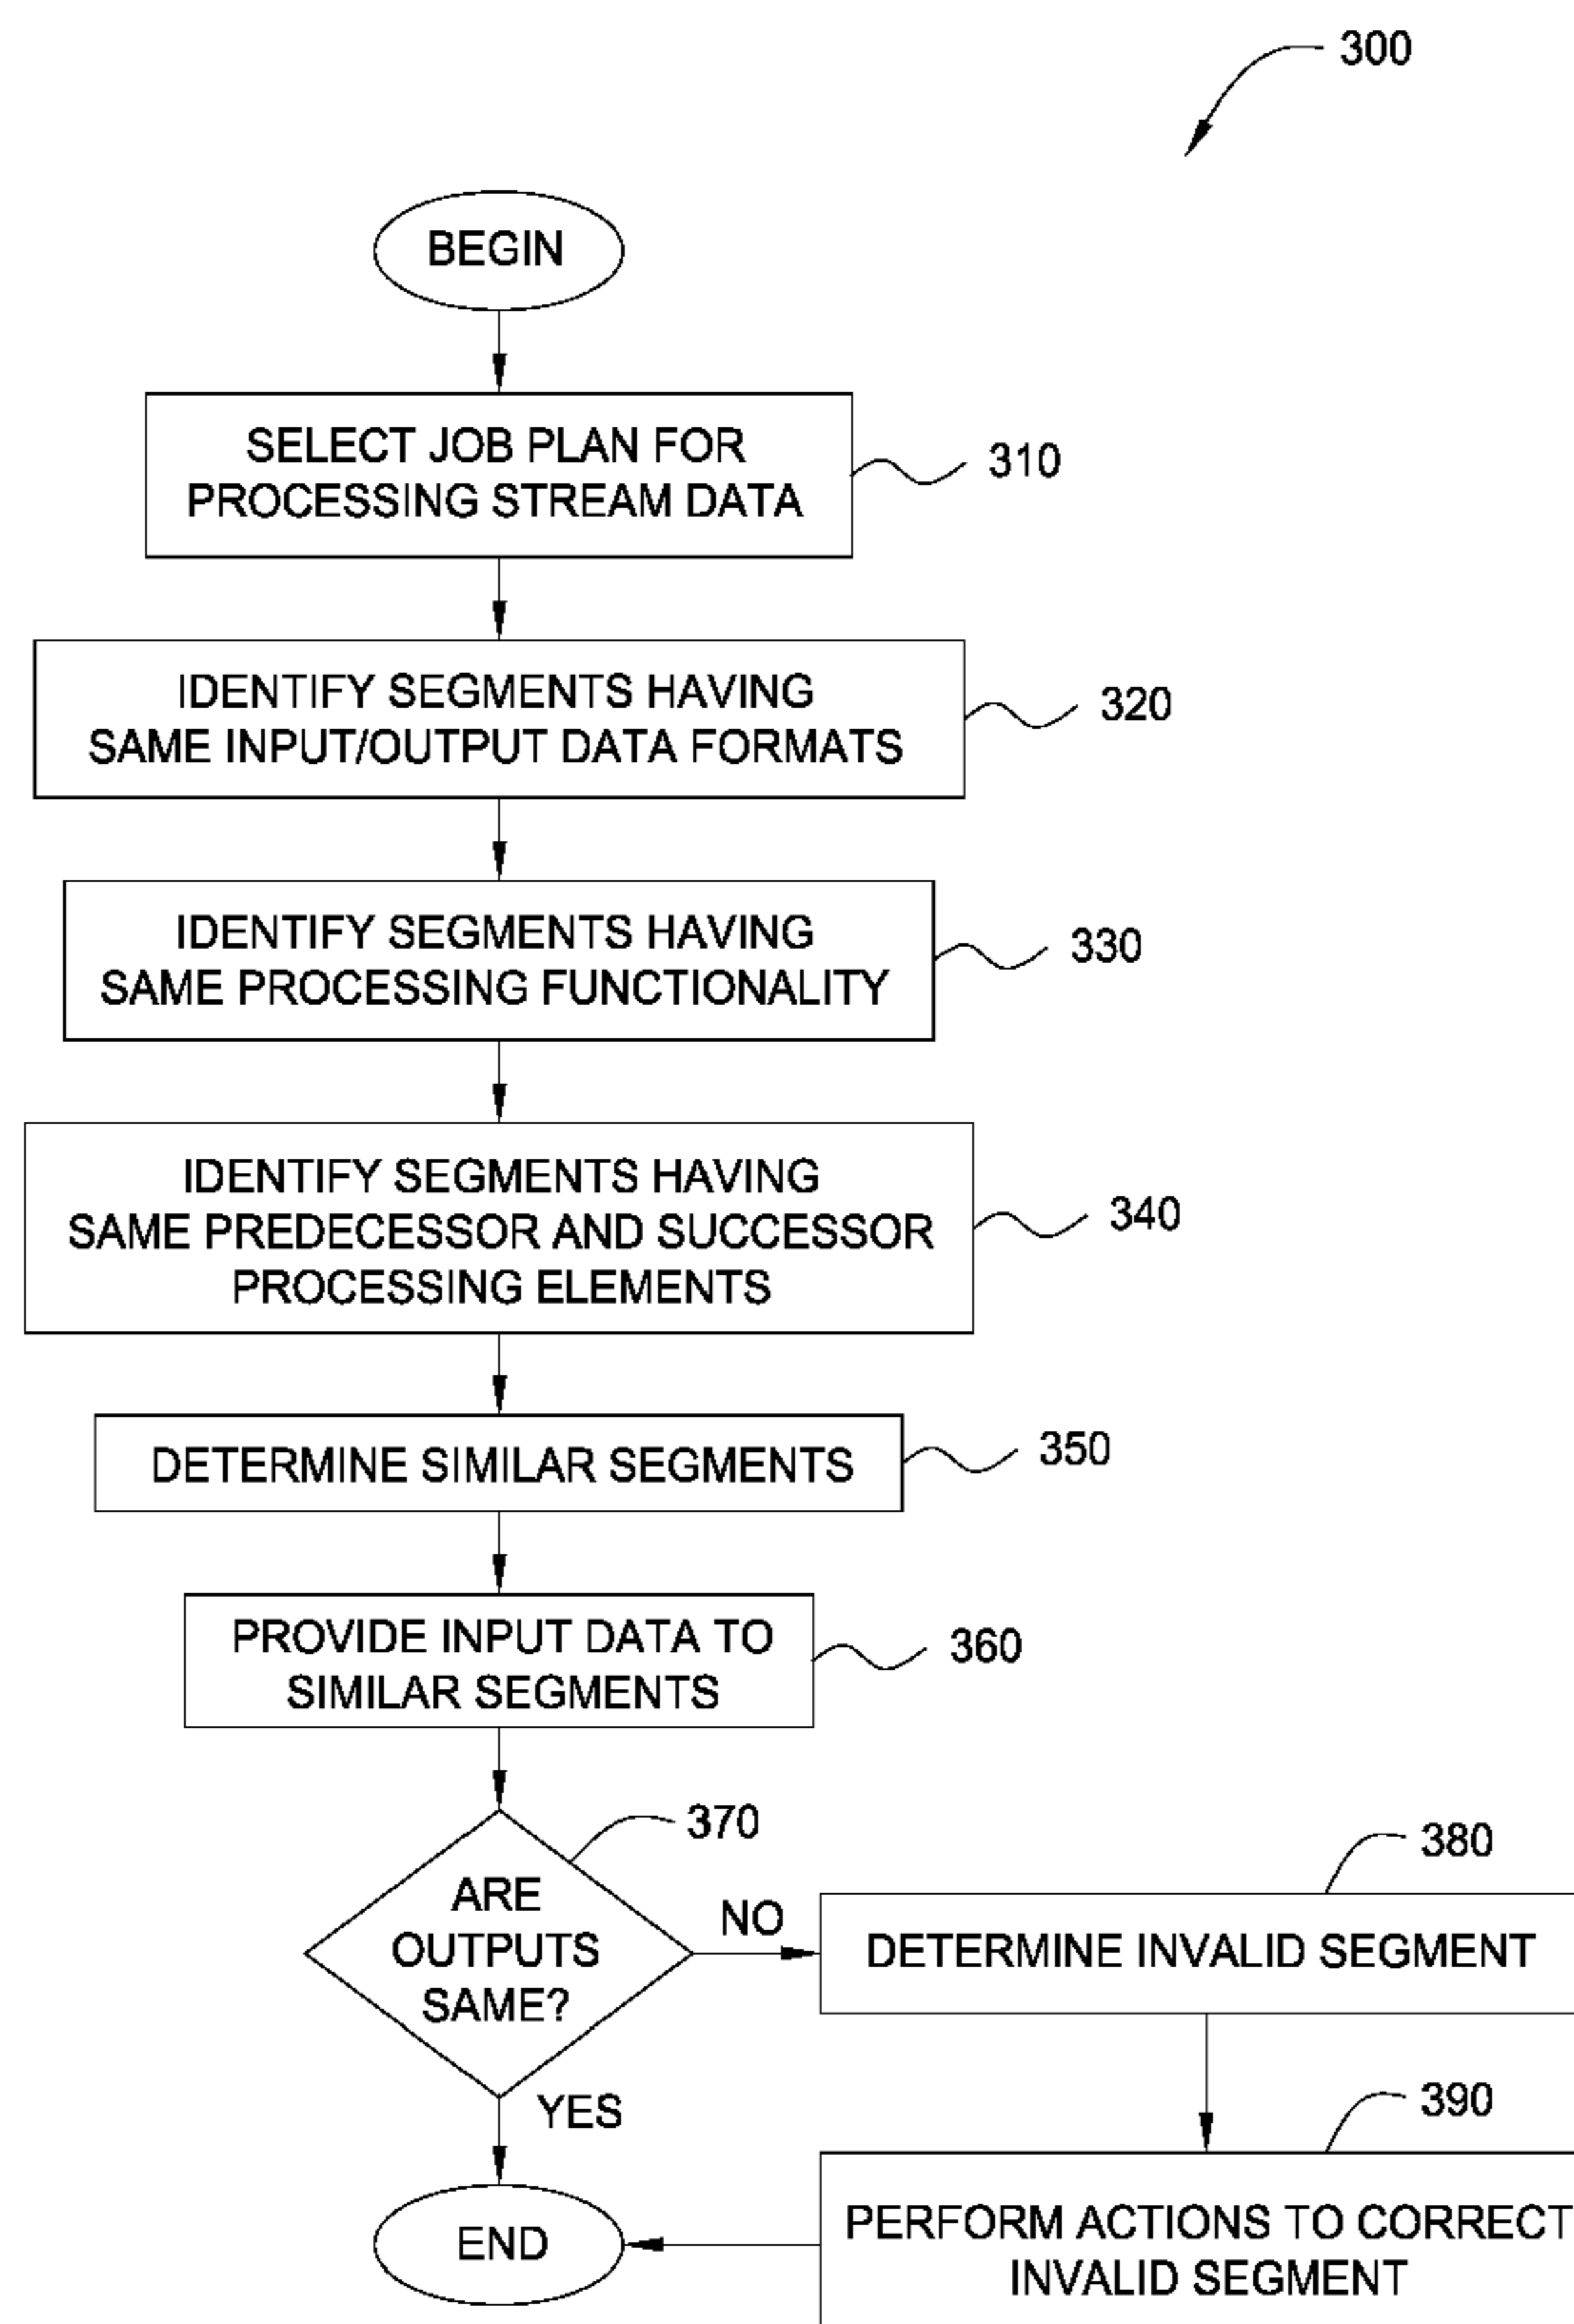 300
BEGIN
SELECT JOB PLAN FOR
PROCESSING STREAM DATA
310
IDENTIFY SEGMENTS HAVING
SAME INPUT/OUTPUT DATA FORMATS
320
IDENTIFY SEGMENTS HAVING
SAME PROCESSING FUNCTIONALITY
330
IDENTIFY SEGMENTS HAVING
SAME PREDECESSOR AND SUCCESSOR
PROCESSING ELEMENTS
340
DETERMINE SIMILAR SEGMENTS
350
PROVIDE INPUT DATA TO
SIMILAR SEGMENTS
360
370
ARE
OUTPUTS
SAME?
NO
YES
380
DETERMINE INVALID SEGMENT
390
PERFORM ACTIONS TO CORRECT
INVALID SEGMENT
END